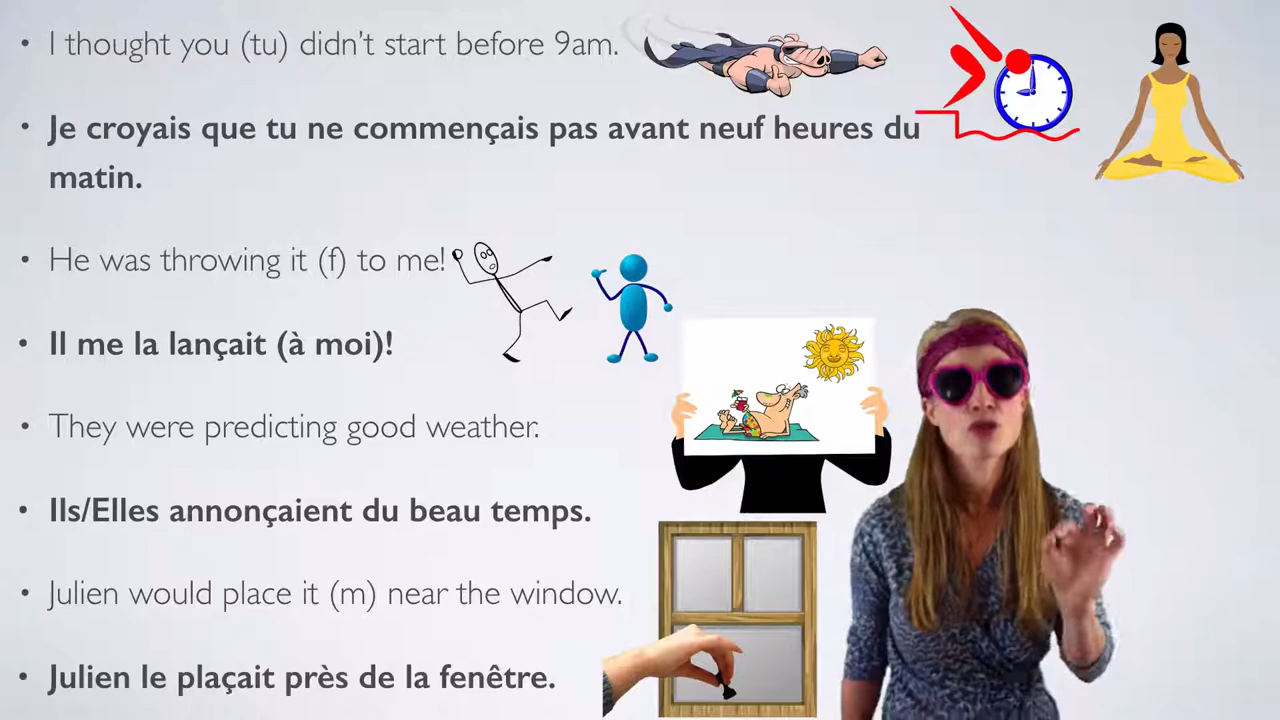 • I thought you (tu) didn't start before 9am.
• Je croyais que tu ne commençais pas avant neuf heures du
matin.
• He was throwing it (f) to me!
• Il me la lançait (à moi)!
• They were predicting good weather.
• Ils/Elles annonçaient du beau temps.
• Julien would place it (m) near the window.
• Julien le plaçait près de la fenêtre.